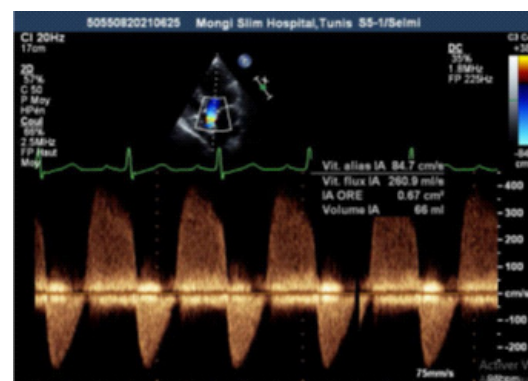 50550820210625 Mongi Slim Hospital,Tunis S5-1/Selmi
CI 20Hz
17cm
2D
57%
C 50
P Moy
HPen
Coul
66%
2.5MHz
FP Haut
Moy
DC
35%
1.8MHz
FP 225Hz
Vit. alias IA 84.7 cm/s
Vit. flux IA 260.9 ml/s
IA ORE 0.67 cm²
Volume IA 66 ml
400
300
200
100
cm/s
-100
-200
75mm/s
Activer